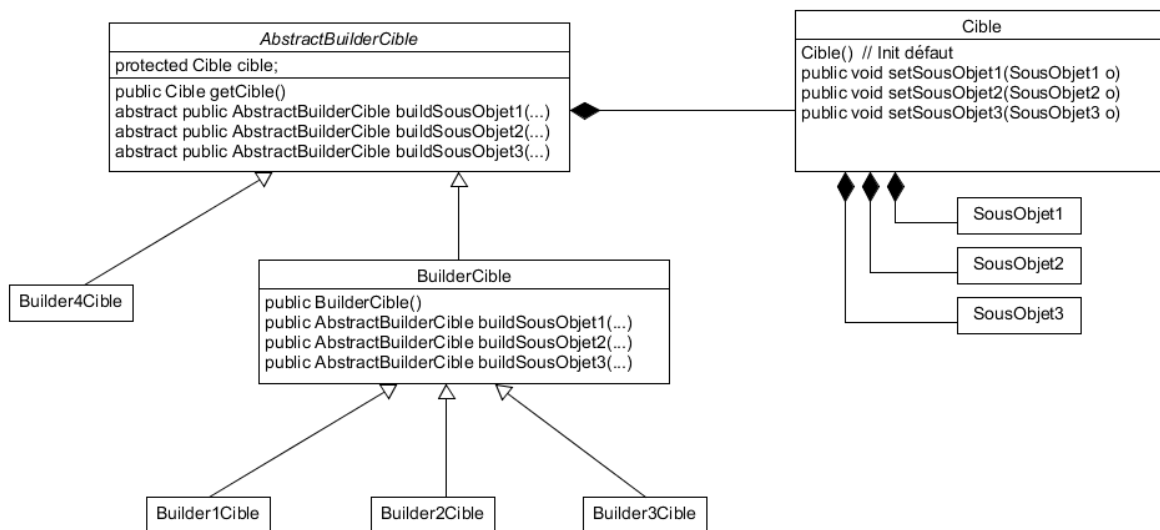 AbstractBuilderCible
protected Cible cible;
public Cible getCible()
abstract public AbstractBuilderCible buildSousObjet1(...)
abstract public AbstractBuilderCible buildSousObjet2(...)
abstract public AbstractBuilderCible buildSousObjet3(...)
Cible
Cible()  // Init défaut
public void setSousObjet1(SousObjet1 o)
public void setSousObjet2(SousObjet2 o)
public void setSousObjet3(SousObjet3 o)
SousObjet1
SousObjet2
SousObjet3
Builder4Cible
BuilderCible
public BuilderCible()
public AbstractBuilderCible buildSousObjet1(...)
public AbstractBuilderCible buildSousObjet2(...)
public AbstractBuilderCible buildSousObjet3(...)
Builder1Cible
Builder2Cible
Builder3Cible